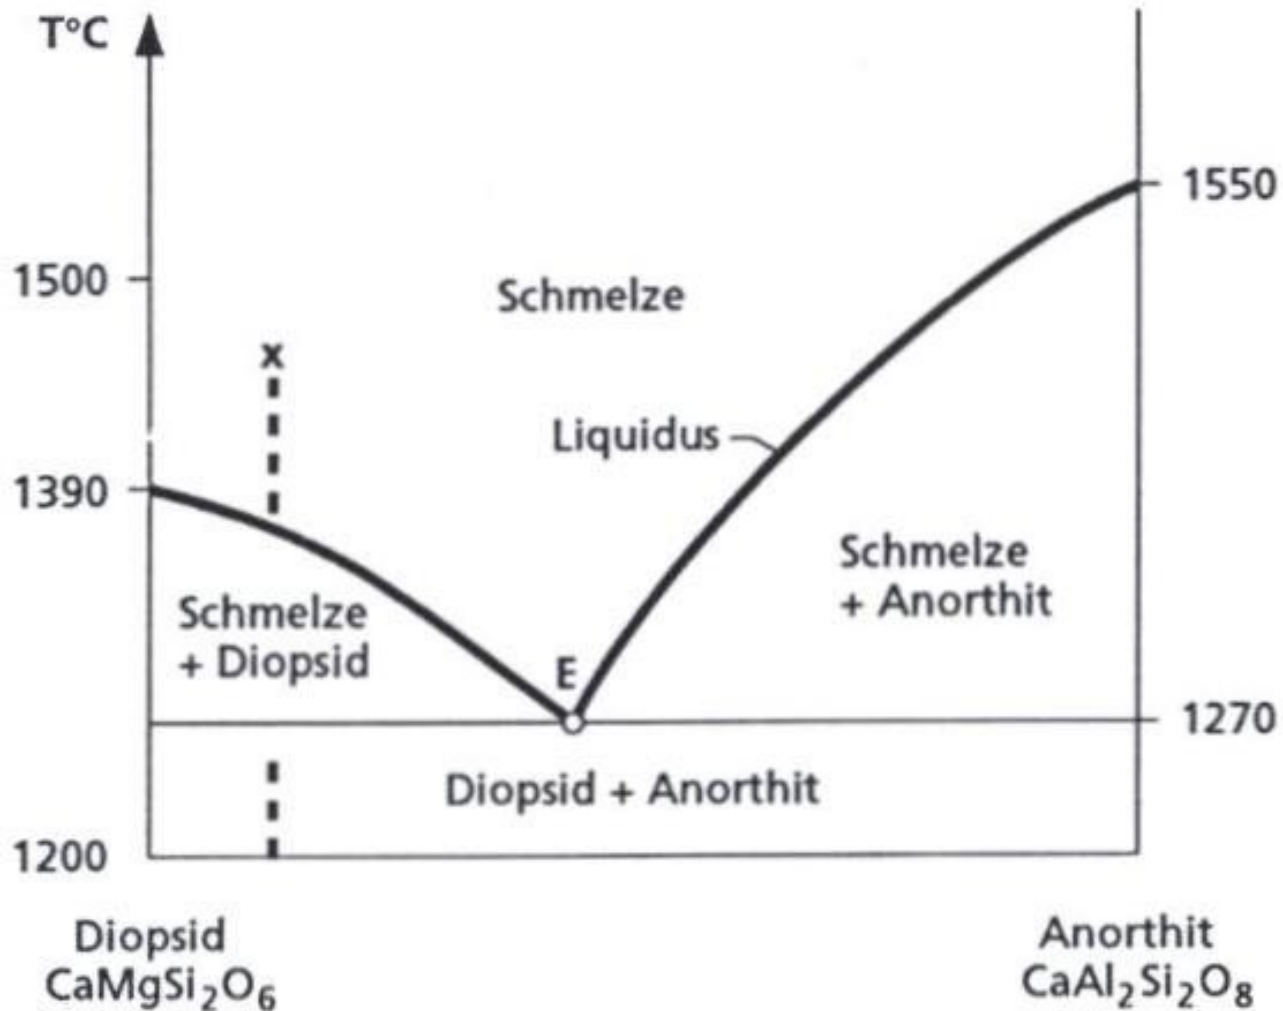 T°C
1550
1500
Schmelze
x
Liquidus
1390
Schmelze
+ Anorthit
Schmelze
+ Diopsid
E
1270
Diopsid + Anorthit
1200
Diopsid
CaMgSi₂O₆
Anorthit
CaAl₂Si₂O₈